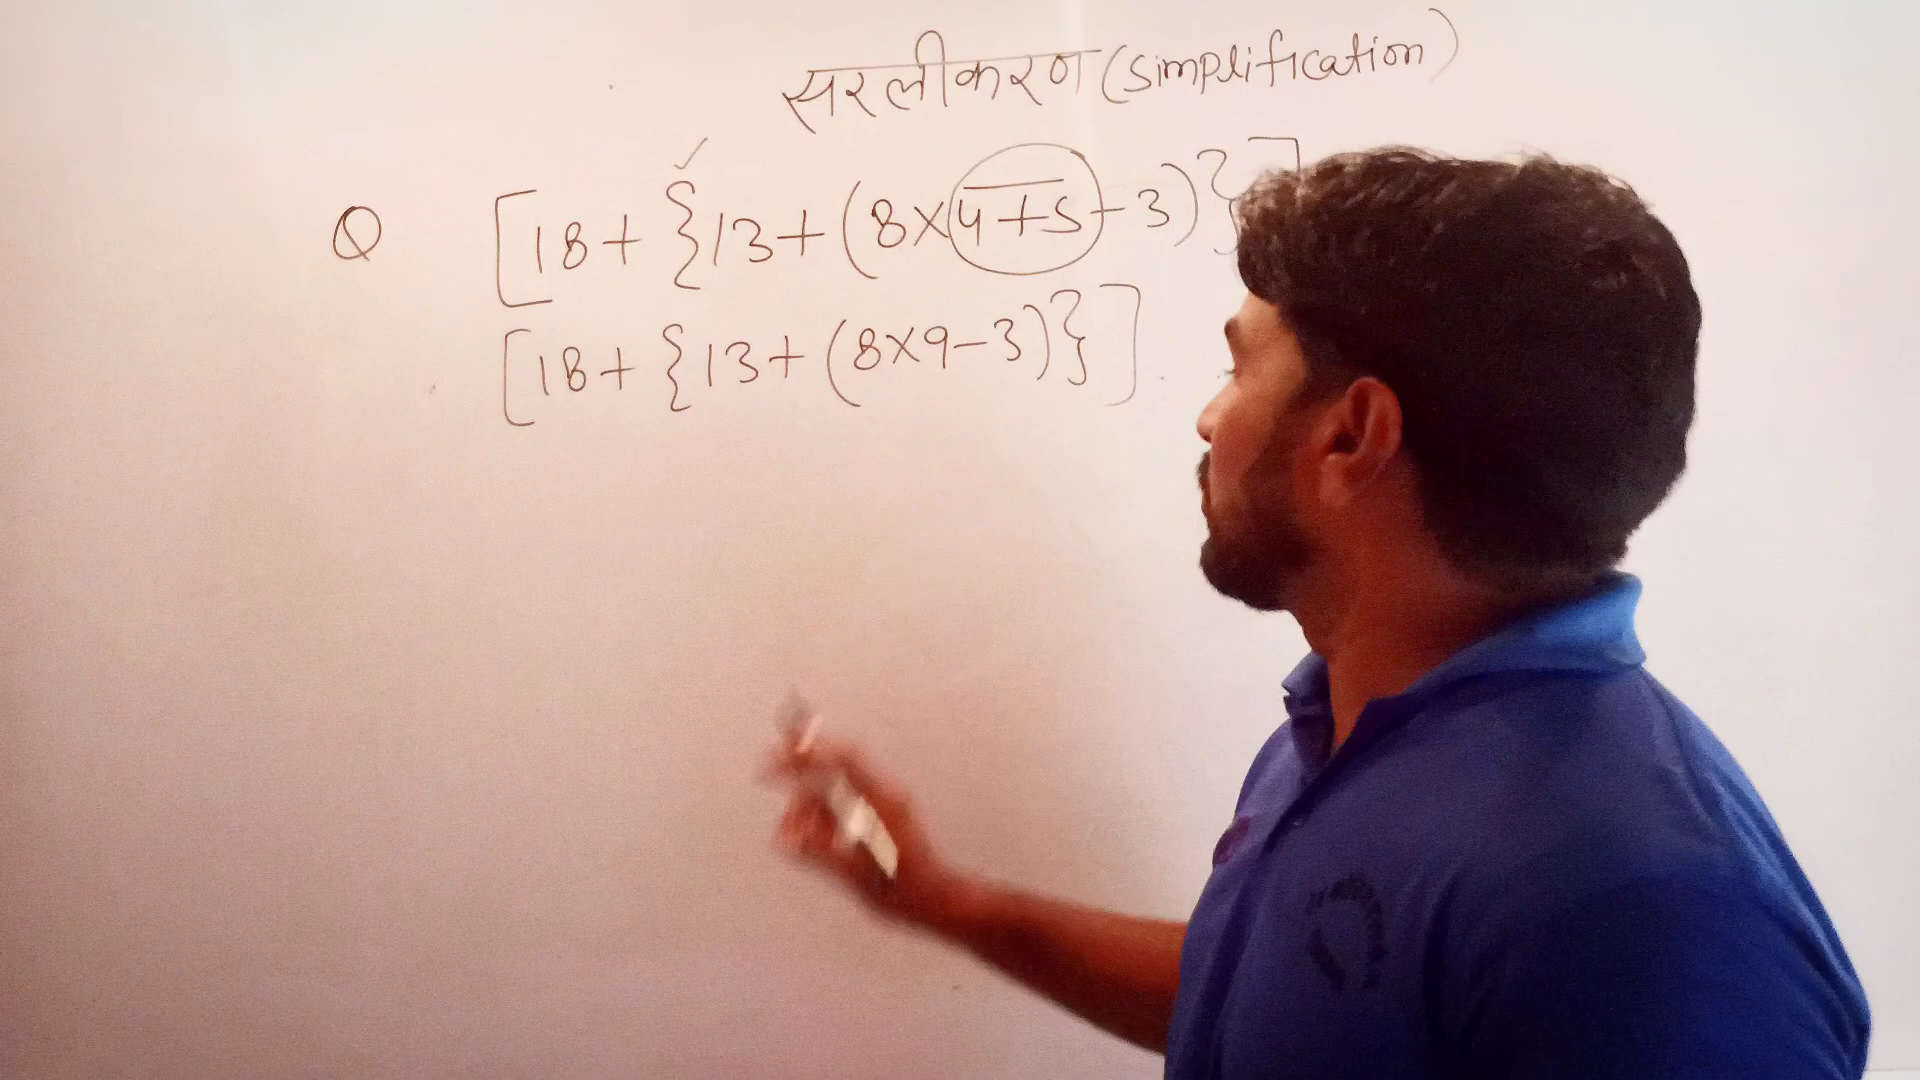 सरलीकरण (simplification)
Q [18+{13+(8×4+5-3)}]
[18+{13+(8×9-3)}]